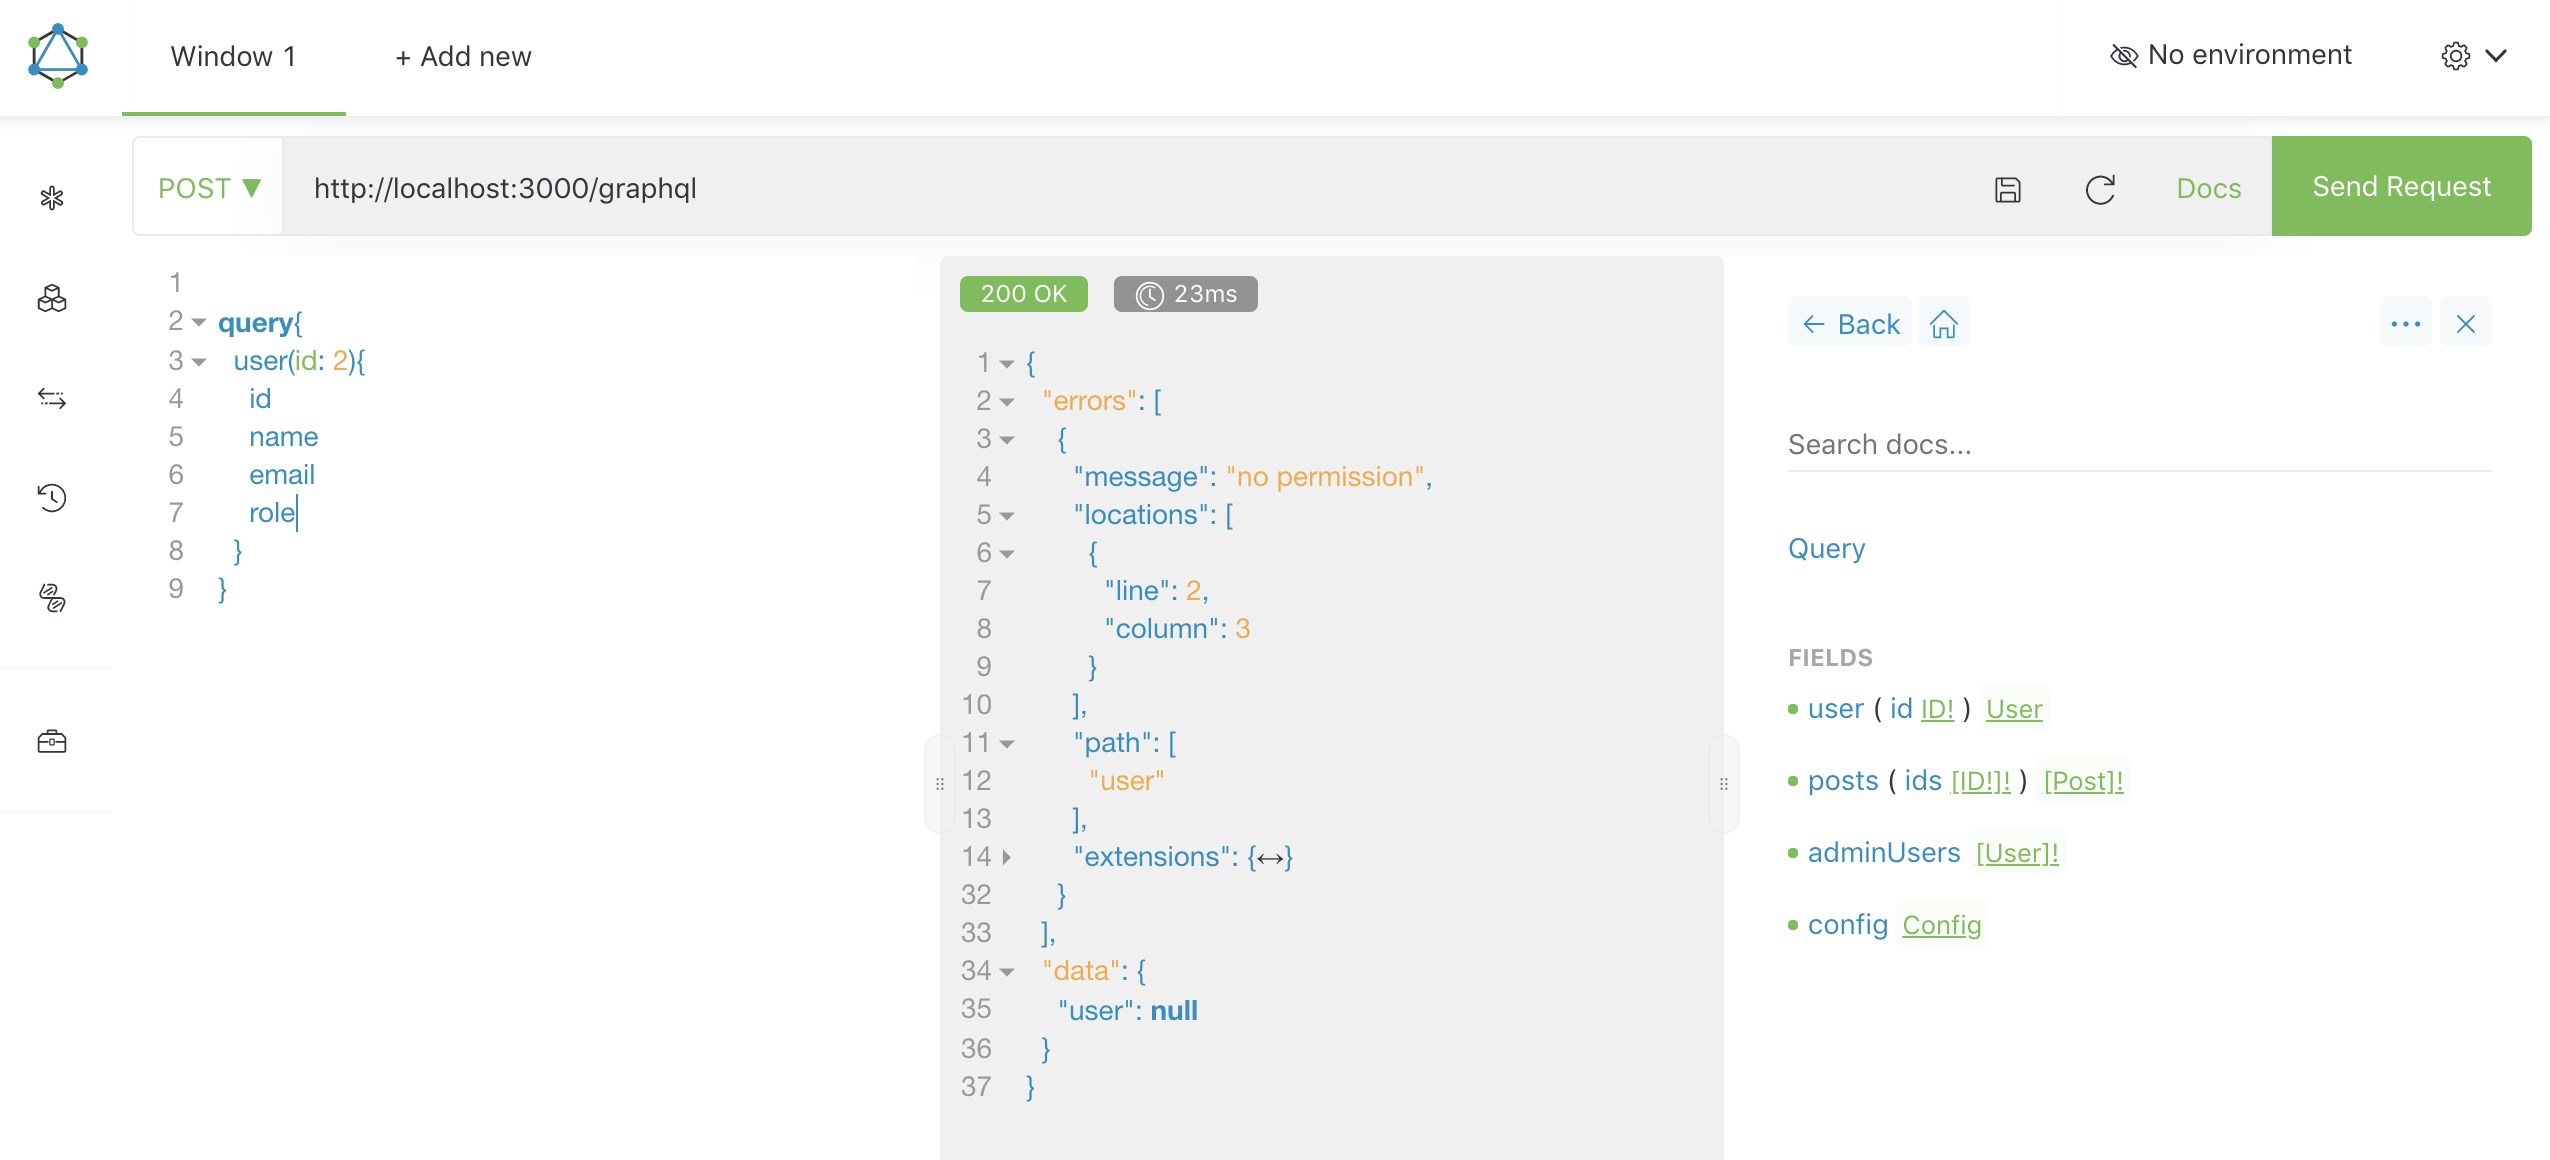 Window 1
+ Add new
No environment
POST ▼
http://localhost:3000/graphql
Docs
Send Request
1
2 query{
3 user(id: 2){
4 id
5 name
6 email
7 role
8 }
9 }
200 OK
23ms
1 {
2 "errors": [
3 {
4 "message": "no permission",
5 "locations": [
6 {
7 "line": 2,
8 "column": 3
9 }
10 ],
11 "path": [
12 "user"
13 ],
14 "extensions": {↔}
32 }
33 ],
34 "data": {
35 "user": null
36 }
37 }
← Back
Search docs...
Query
FIELDS
user ( id ID! ) User
posts ( ids [ID!]! ) [Post]!
adminUsers [User]!
config Config